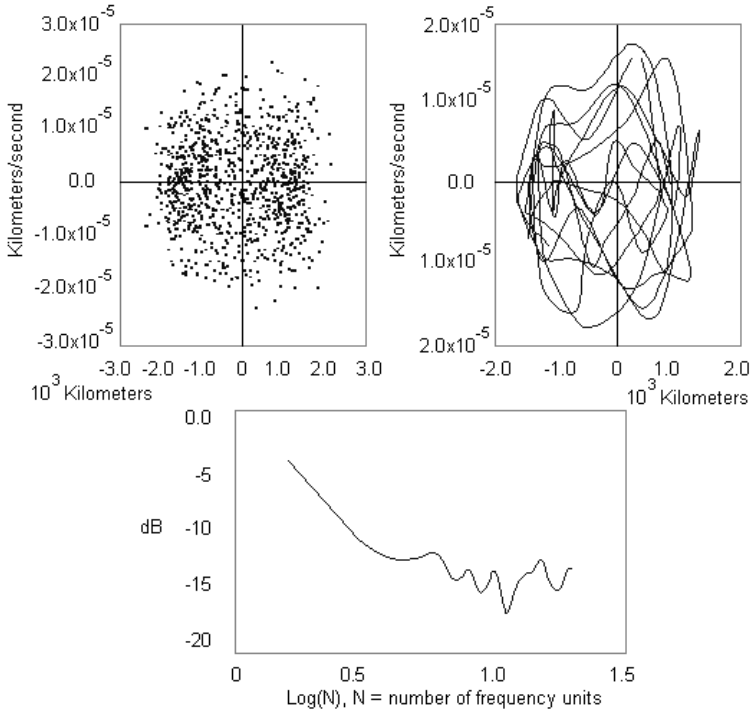 3.0x10-5
2.0x10-5
1.0x10-5
0.0
-1.0x10-5
-2.0x10-5
-3.0x10-5
Kilometers/second
-3.0 -2.0 -1.0 0 1.0 2.0 3.0
10 3 Kilometers
2.0x10-5
1.0x10-5
0.0
1.0x10-5
2.0x10-5
Kilometers/second
-2.0 -1.0 0 1.0 2.0
10 3 Kilometers
0.0
-5
-10
-15
-20
dB
0 0.5 1.0 1.5
Log(N), N = number of frequency units